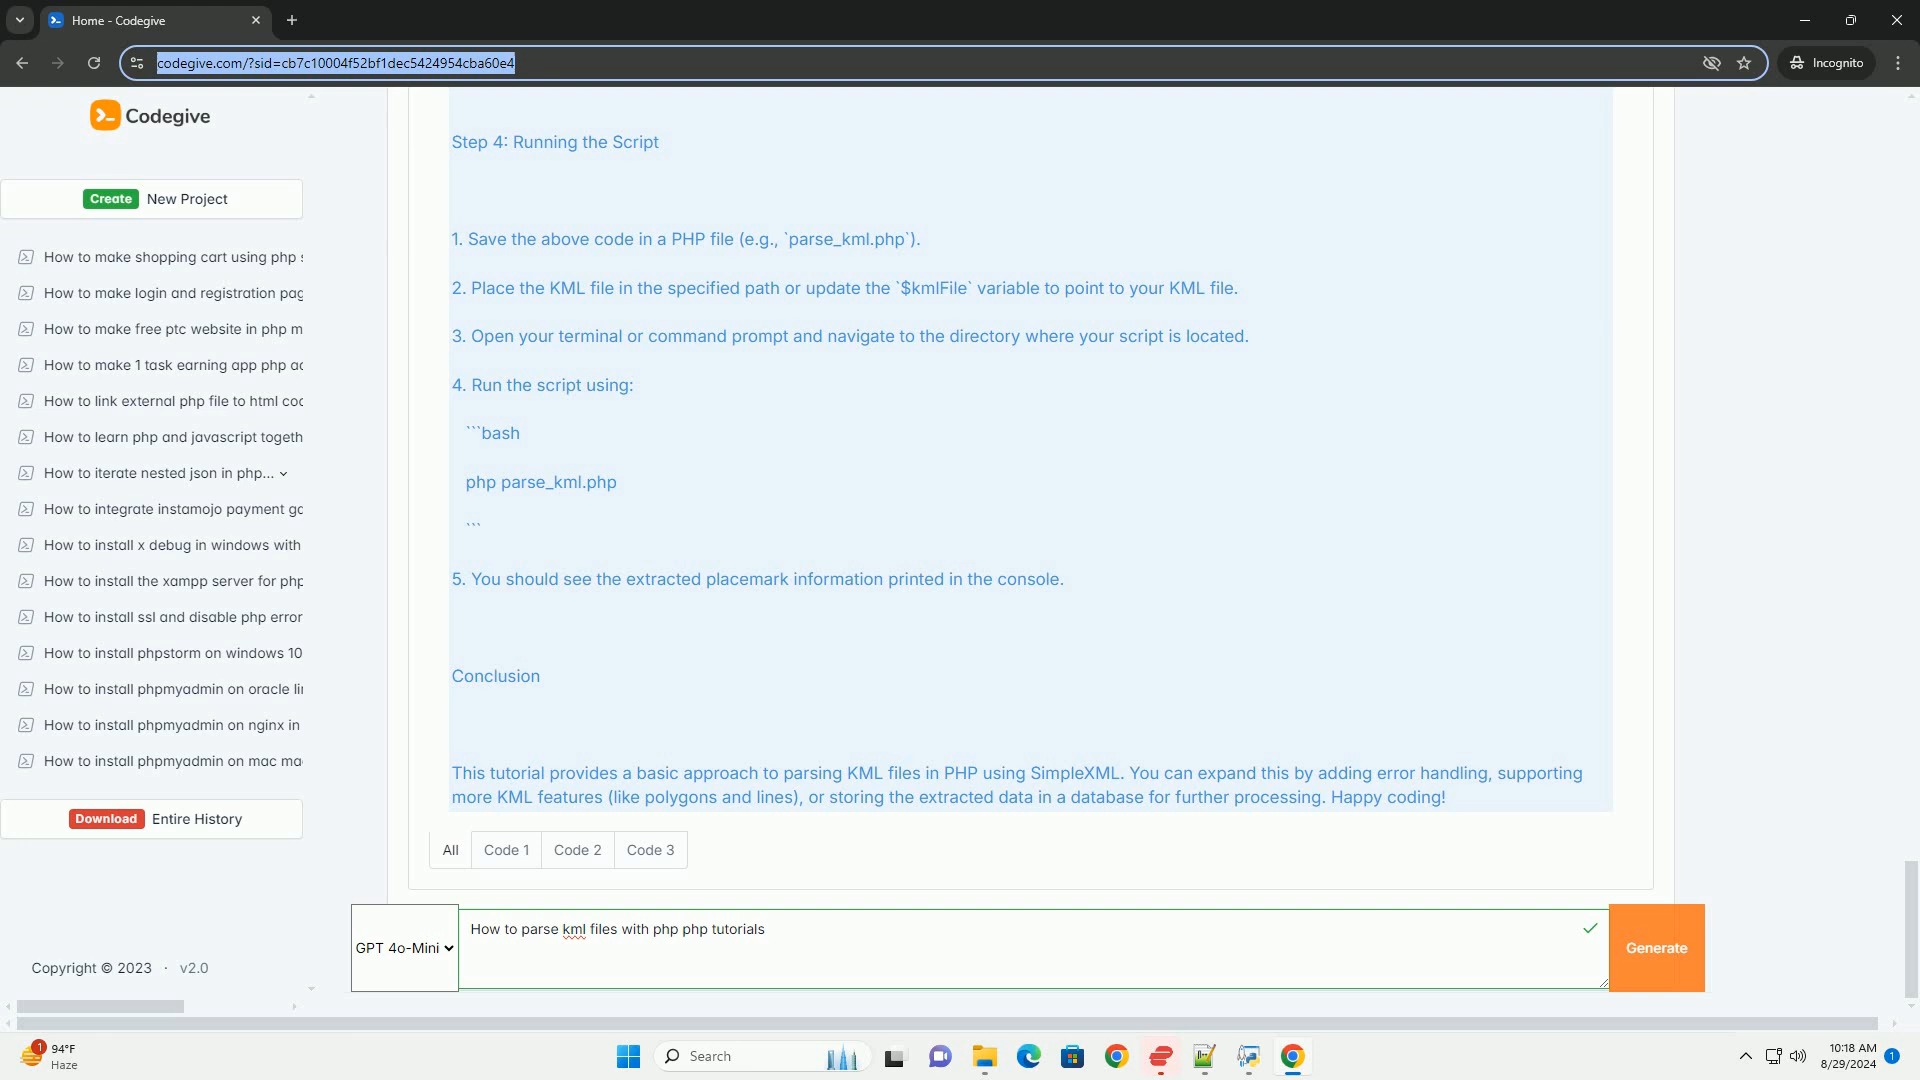 Home - Codegive
codegive.com/?sid=cb7c10004f52bf1dec5424954cba60e4
Incognito
Codegive
Create New Project
How to make shopping cart using php s
How to make login and registration pag
How to make free ptc website in php m
How to make 1 task earning app php ad
How to link external php file to html cod
How to learn php and javascript togeth
How to iterate nested json in php...
How to integrate instamojo payment ga
How to install x debug in windows with
How to install the xampp server for php
How to install ssl and disable php error
How to install phpstorm on windows 10
How to install phpmyadmin on oracle lin
How to install phpmyadmin on nginx in
How to install phpmyadmin on mac ma
Download Entire History
Copyright © 2023 · v2.0
Step 4: Running the Script
1. Save the above code in a PHP file (e.g., `parse_kml.php`).
2. Place the KML file in the specified path or update the `$kmlFile` variable to point to your KML file.
3. Open your terminal or command prompt and navigate to the directory where your script is located.
4. Run the script using:
```bash
php parse_kml.php
```
5. You should see the extracted placemark information printed in the console.
Conclusion
This tutorial provides a basic approach to parsing KML files in PHP using SimpleXML. You can expand this by adding error handling, supporting
more KML features (like polygons and lines), or storing the extracted data in a database for further processing. Happy coding!
All Code 1 Code 2 Code 3
GPT 4o-Mini
How to parse kml files with php php tutorials
Generate
1
94°F
Haze
Search
10:18 AM
8/29/2024
1